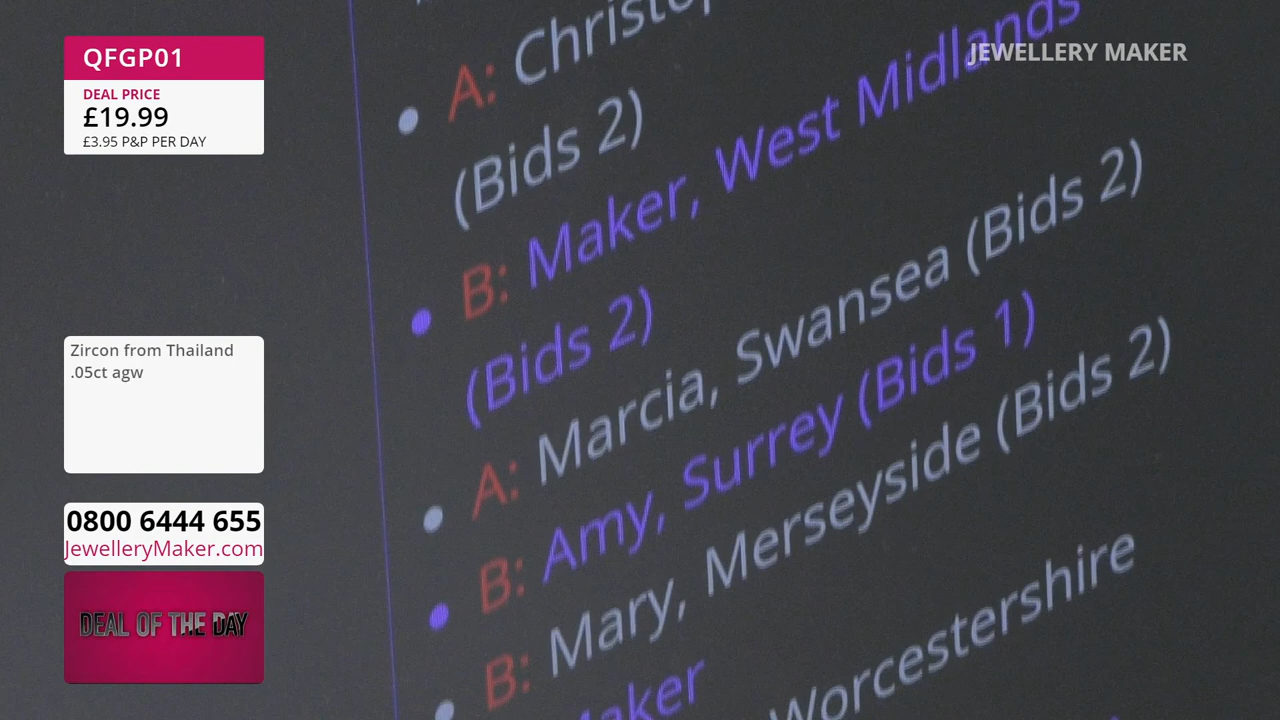 QFGP01
DEAL PRICE
£19.99
£3.95 P&P PER DAY
Zircon from Thailand
.05ct agw
0800 6444 655
JewelleryMaker.com
DEAL OF THE DAY
JEWELLERY MAKER
A:
(Bids 2)
B: Maker, West Midlands
(Bids 2)
A: Marcia, Swansea (Bids 2)
B: Amy, Surrey (Bids 1)
B: Mary, Merseyside (Bids 2)
Worcestershire